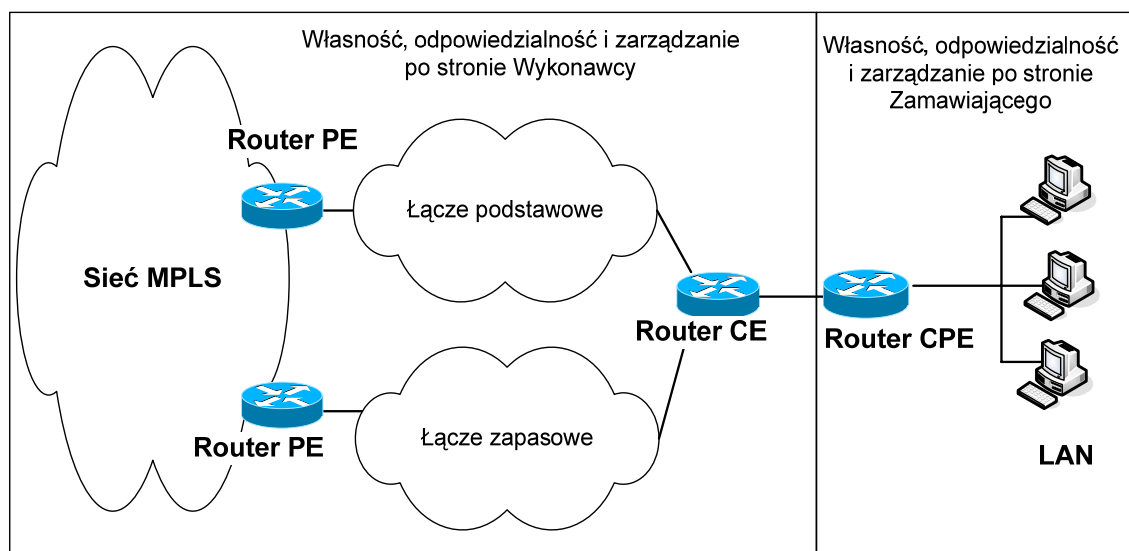 Własność, odpowiedzialność i zarządzanie
po stronie Wykonawcy
Własność, odpowiedzialność
i zarządzanie po stronie
Zamawiającego
Router PE
Łącze podstawowe
Sieć MPLS
Router CE
Router CPE
Router PE
Łącze zapasowe
LAN